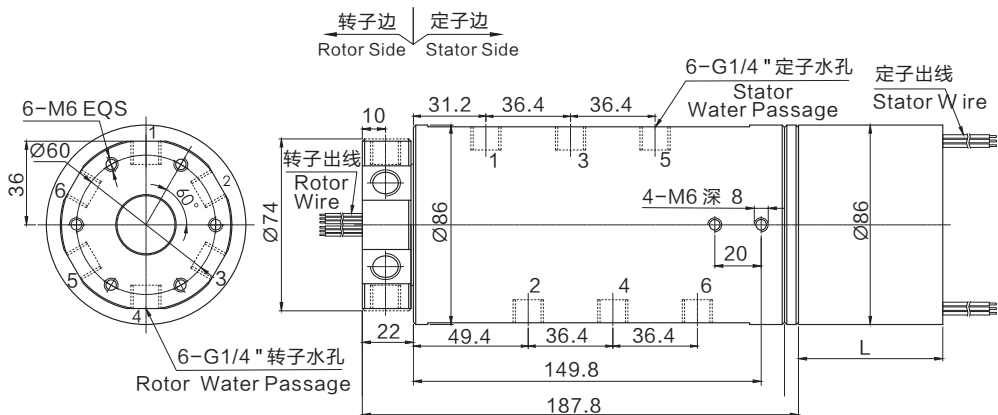 转子边 定子边
Rotor Side Stator Side
6-G1/4"定子水孔
Stator
Water Passage
定子出线
Stator Wire
6-M6 EQS
Ø60
36
1
2
3
4
5
6
60°
6-G1/4"转子水孔
Rotor Water Passage
10
31.2 36.4 36.4
转子出线
Rotor
Wire
Ø74
Ø86
1 3 5
4-M6 深 8
20
Ø86
2 4 6
22
49.4 36.4 36.4
L
149.8
187.8